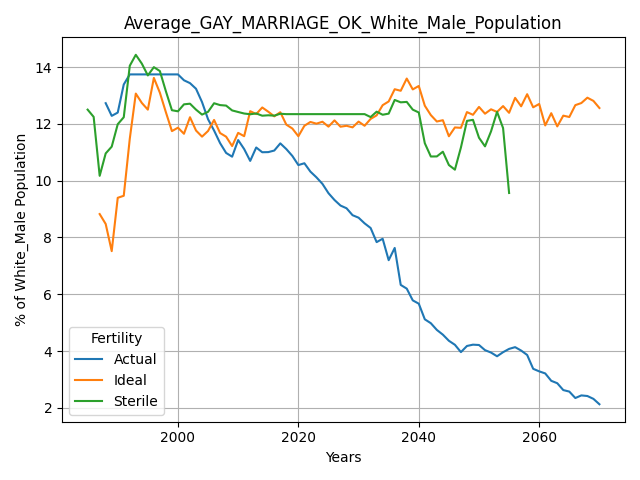 Average_GAY_MARRIAGE_OK_White_Male_Population
% of White_Male Population
14
12
10
8
6
4
2
Fertility
Actual
Ideal
Sterile
2000
2020
2040
2060
Years